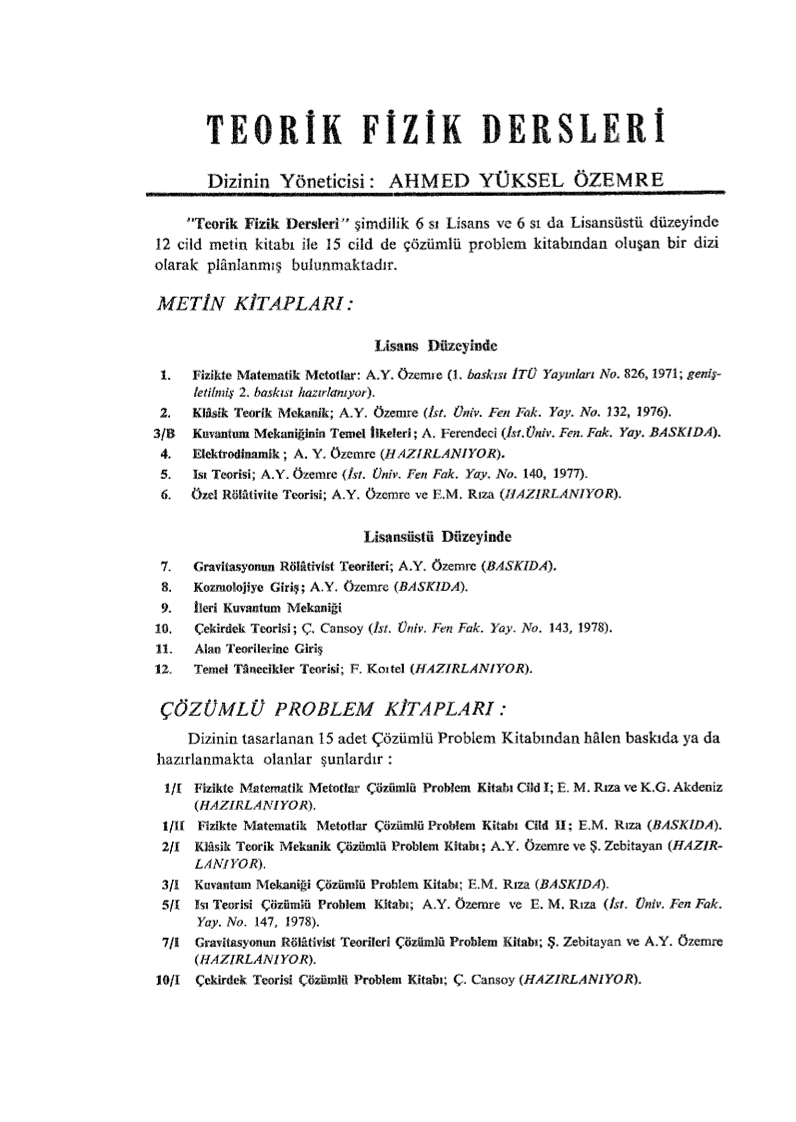 TEORİK FİZİK DERSLERİ
Dizinin Yöneticisi: AHMED YÜKSEL ÖZEMRE
"Teorik Fizik Dersleri" şimdilik 6 sı Lisans ve 6 sı da Lisansüstü düzeyinde
12 cild metin kitabı ile 15 cild de çözümlü problem kitabından oluşan bir dizi
olarak plânlanmış bulunmaktadır.
METİN KİTAPLARI:
Lisans Düzeyinde
1. Fizikte Matematik Metotlar: A.Y. Özemre (1. baskısı İTÜ Yayınları No. 826, 1971; geniş-
letilmiş 2. baskısı hazırlanıyor).
2. Klâsik Teorik Mekanik; A.Y. Özemre (İst. Üniv. Fen Fak. Yay. No. 132, 1976).
3/B Kuvantum Mekaniğinin Temel İlkeleri; A. Ferendeci (İst.Üniv. Fen. Fak. Yay. BASKIDA).
4. Elektrodinamik; A. Y. Özemre (HAZIRLANIYOR).
5. Isı Teorisi; A.Y. Özemre (İst. Üniv. Fen Fak. Yay. No. 140, 1977).
6. Özel Rölâtivite Teorisi; A.Y. Özemre ve E.M. Rıza (HAZIRLANIYOR).
Lisansüstü Düzeyinde
7. Gravitasyonun Rölâtivist Teorileri; A.Y. Özemre (BASKIDA).
8. Kozmolojiye Giriş; A.Y. Özemre (BASKIDA).
9. İleri Kuvantum Mekaniği
10. Çekirdek Teorisi; Ç. Cansoy (İst. Üniv. Fen Fak. Yay. No. 143, 1978).
11. Alan Teorilerine Giriş
12. Temel Tânecikler Teorisi; F. Kortel (HAZIRLANIYOR).
ÇÖZÜMLÜ PROBLEM KİTAPLARI:
Dizinin tasarlanan 15 adet Çözümlü Problem Kitabından hâlen baskıda ya da
hazırlanmakta olanlar şunlardır:
1/I Fizikte Matematik Metotlar Çözümlü Problem Kitabı Cild I; E. M. Rıza ve K.G. Akdeniz
(HAZIRLANIYOR).
1/II Fizikte Matematik Metotlar Çözümlü Problem Kitabı Cild II; E.M. Rıza (BASKIDA).
2/I Klâsik Teorik Mekanik Çözümlü Problem Kitabı; A.Y. Özemre ve Ş. Zebitayan (HAZIR-
LANIYOR).
3/I Kuvantum Mekaniği Çözümlü Problem Kitabı; E.M. Rıza (BASKIDA).
5/I Isı Teorisi Çözümlü Problem Kitabı; A.Y. Özemre ve E. M. Rıza (İst. Üniv. Fen Fak.
Yay. No. 147, 1978).
7/I Gravitasyonun Rölâtivist Teorileri Çözümlü Problem Kitabı; Ş. Zebitayan ve A.Y. Özemre
(HAZIRLANIYOR).
10/I Çekirdek Teorisi Çözümlü Problem Kitabı; Ç. Cansoy (HAZIRLANIYOR).